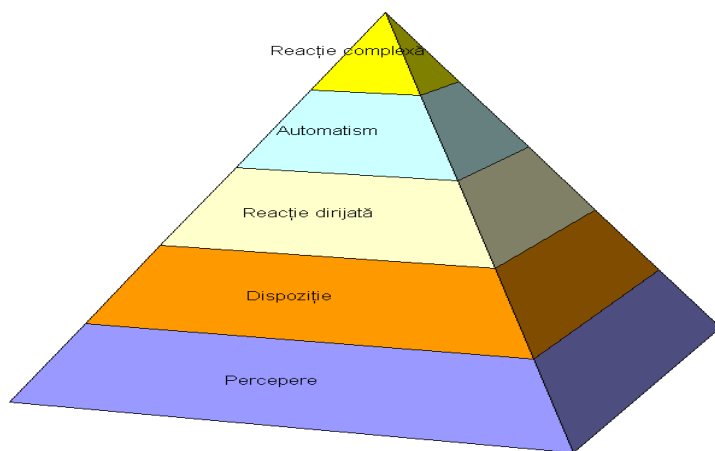 Reacție complexă
Automatism
Reacție dirijată
Dispoziție
Percepere